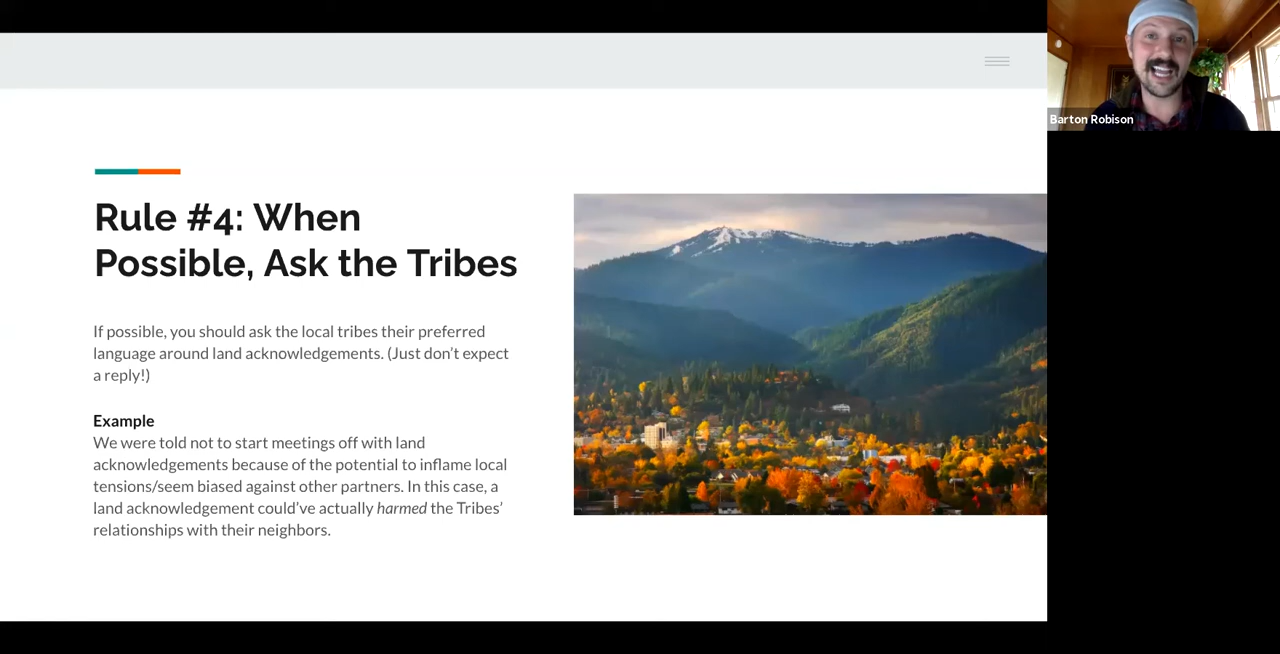 Barton Robison
Rule #4: When
Possible, Ask the Tribes
If possible, you should ask the local tribes their preferred
language around land acknowledgements. (Just don’t expect
a reply!)
Example
We were told not to start meetings off with land
acknowledgements because of the potential to inflame local
tensions/seem biased against other partners. In this case, a
land acknowledgement could’ve actually harmed the Tribes’
relationships with their neighbors.